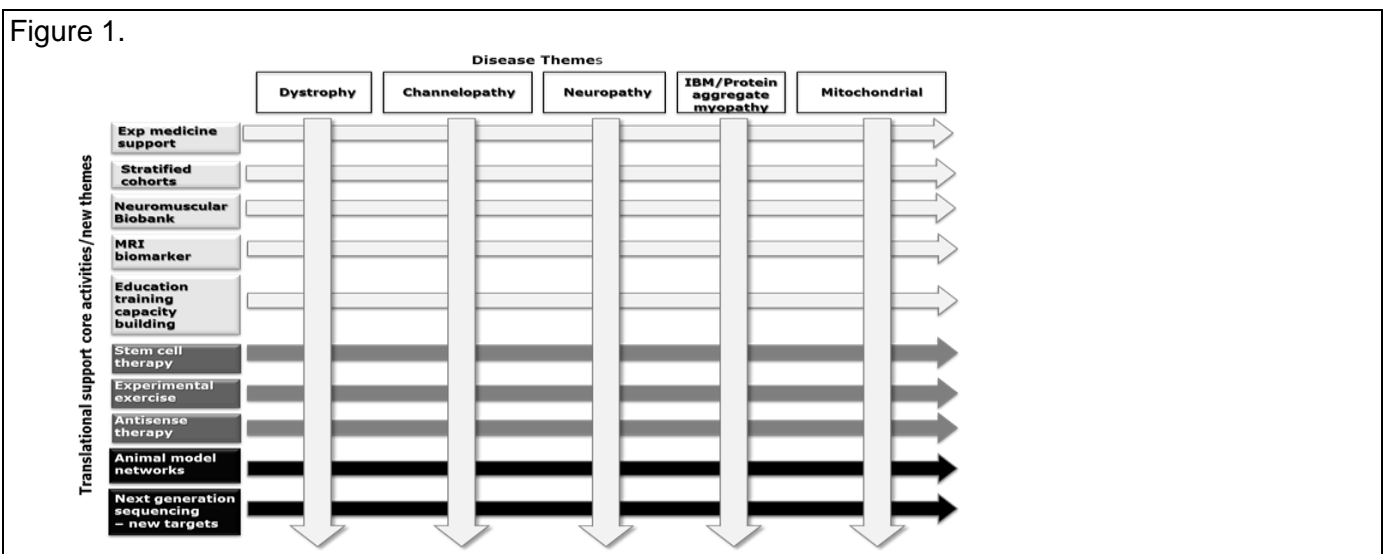 Figure 1.
Disease Themes
Dystrophy
Channelopathy
Neuropathy
IBM/Protein
aggregate
myopathy
Mitochondrial
Translational support core activities/new themes
Exp medicine
support
Stratified
cohorts
Neuromuscular
Biobank
MRI
biomarker
Education
training
capacity
building
Stem cell
therapy
Experimental
exercise
Antisense
therapy
Animal model
networks
Next generation
sequencing
– new targets